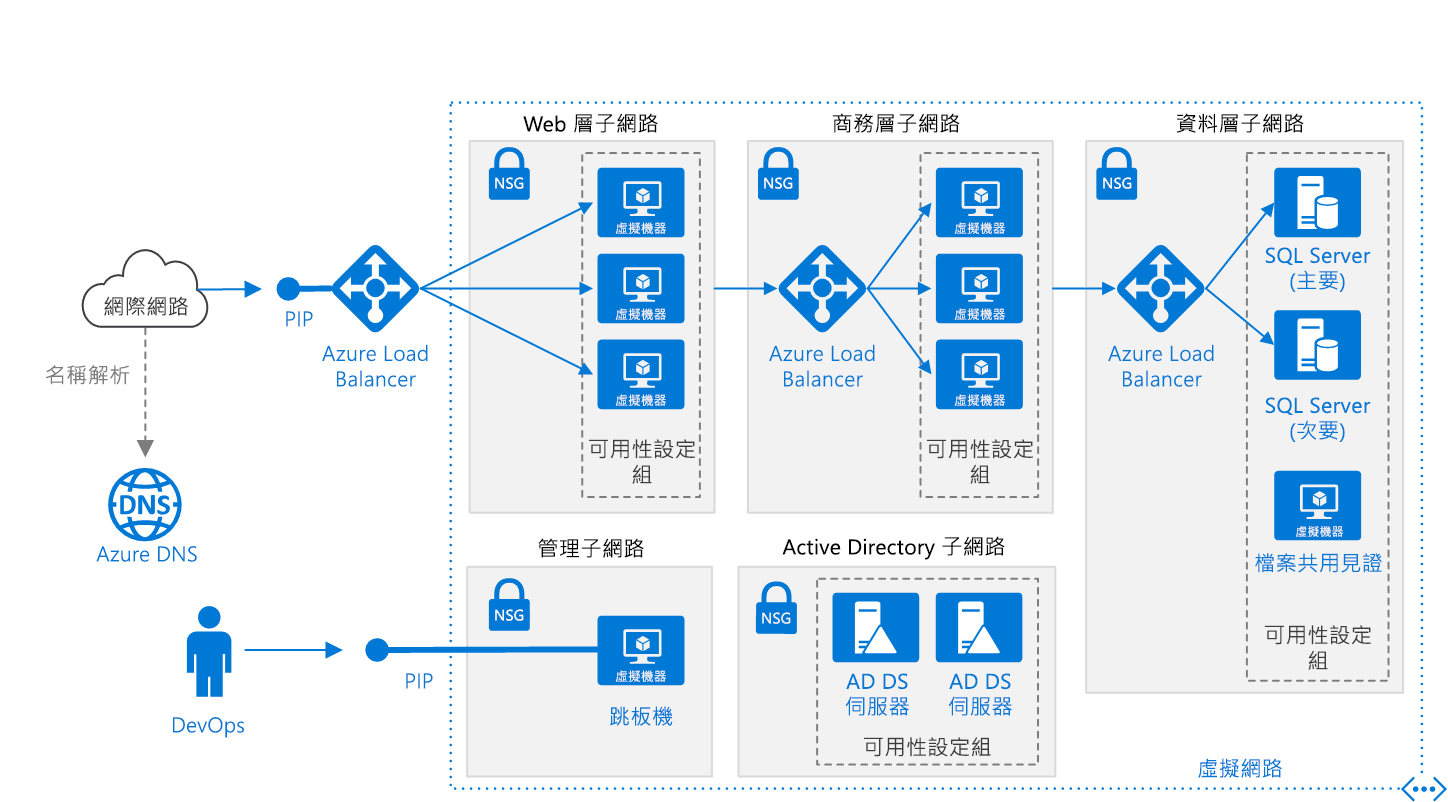 Web 層子網路
商務層子網路
資料層子網路
NSG
虛擬機器
虛擬機器
虛擬機器
可用性設定
組
NSG
虛擬機器
虛擬機器
虛擬機器
可用性設定
組
NSG
SQL Server
(主要)
SQL Server
(次要)
虛擬機器
檔案共用見證
可用性設定
組
網際網路
PIP
Azure Load
Balancer
Azure Load
Balancer
Azure Load
Balancer
名稱解析
DNS
Azure DNS
管理子網路
Active Directory 子網路
NSG
虛擬機器
跳板機
NSG
AD DS
伺服器
AD DS
伺服器
可用性設定組
DevOps
PIP
虛擬網路